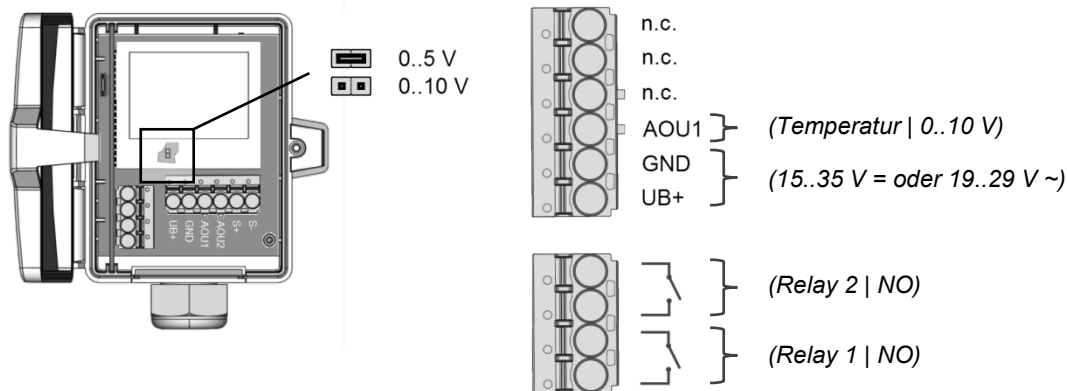 0..5 V
0..10 V
UB+
GND
AOU1
AOU2
S+
S-
n.c.
n.c.
n.c.
AOU1 (Temperatur | 0..10 V)
GND
(15..35 V = oder 19..29 V ~)
UB+
(Relay 2 | NO)
(Relay 1 | NO)